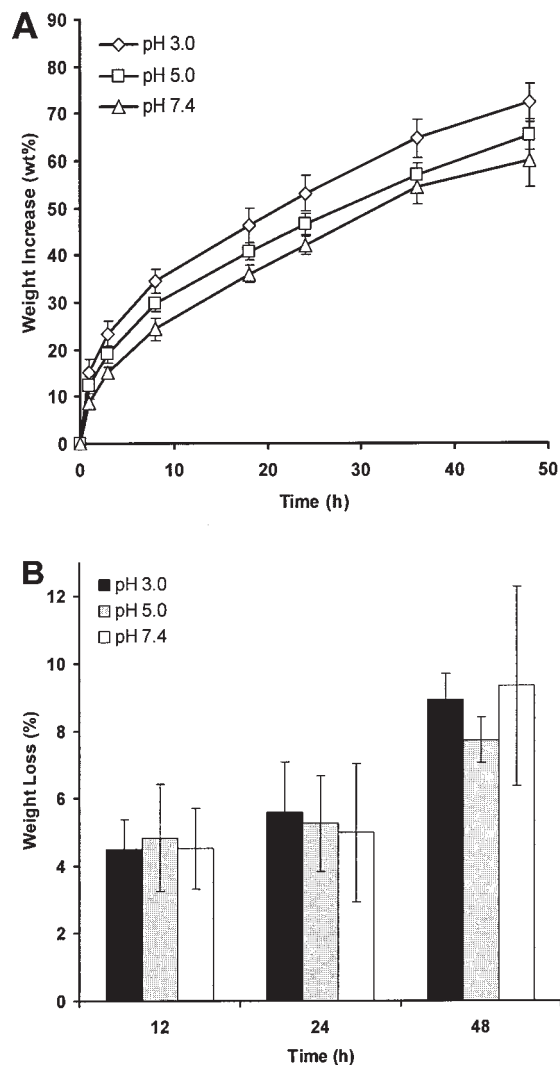 A
90
80
70
60
50
40
30
20
10
0
Weight Increase (wt%)
pH 3.0
pH 5.0
pH 7.4
0 10 20 30 40 50
Time (h)
B
12
10
8
6
4
2
0
Weight Loss (%)
pH 3.0
pH 5.0
pH 7.4
12 24 48
Time (h)